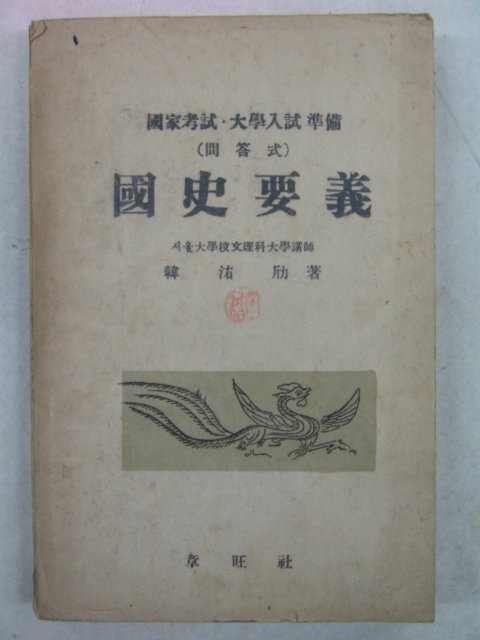 國家考試·大學入試 準備
(問答式)
國史要義
서울大學校文理科大學講師
韓㳓劤 著
章旺社